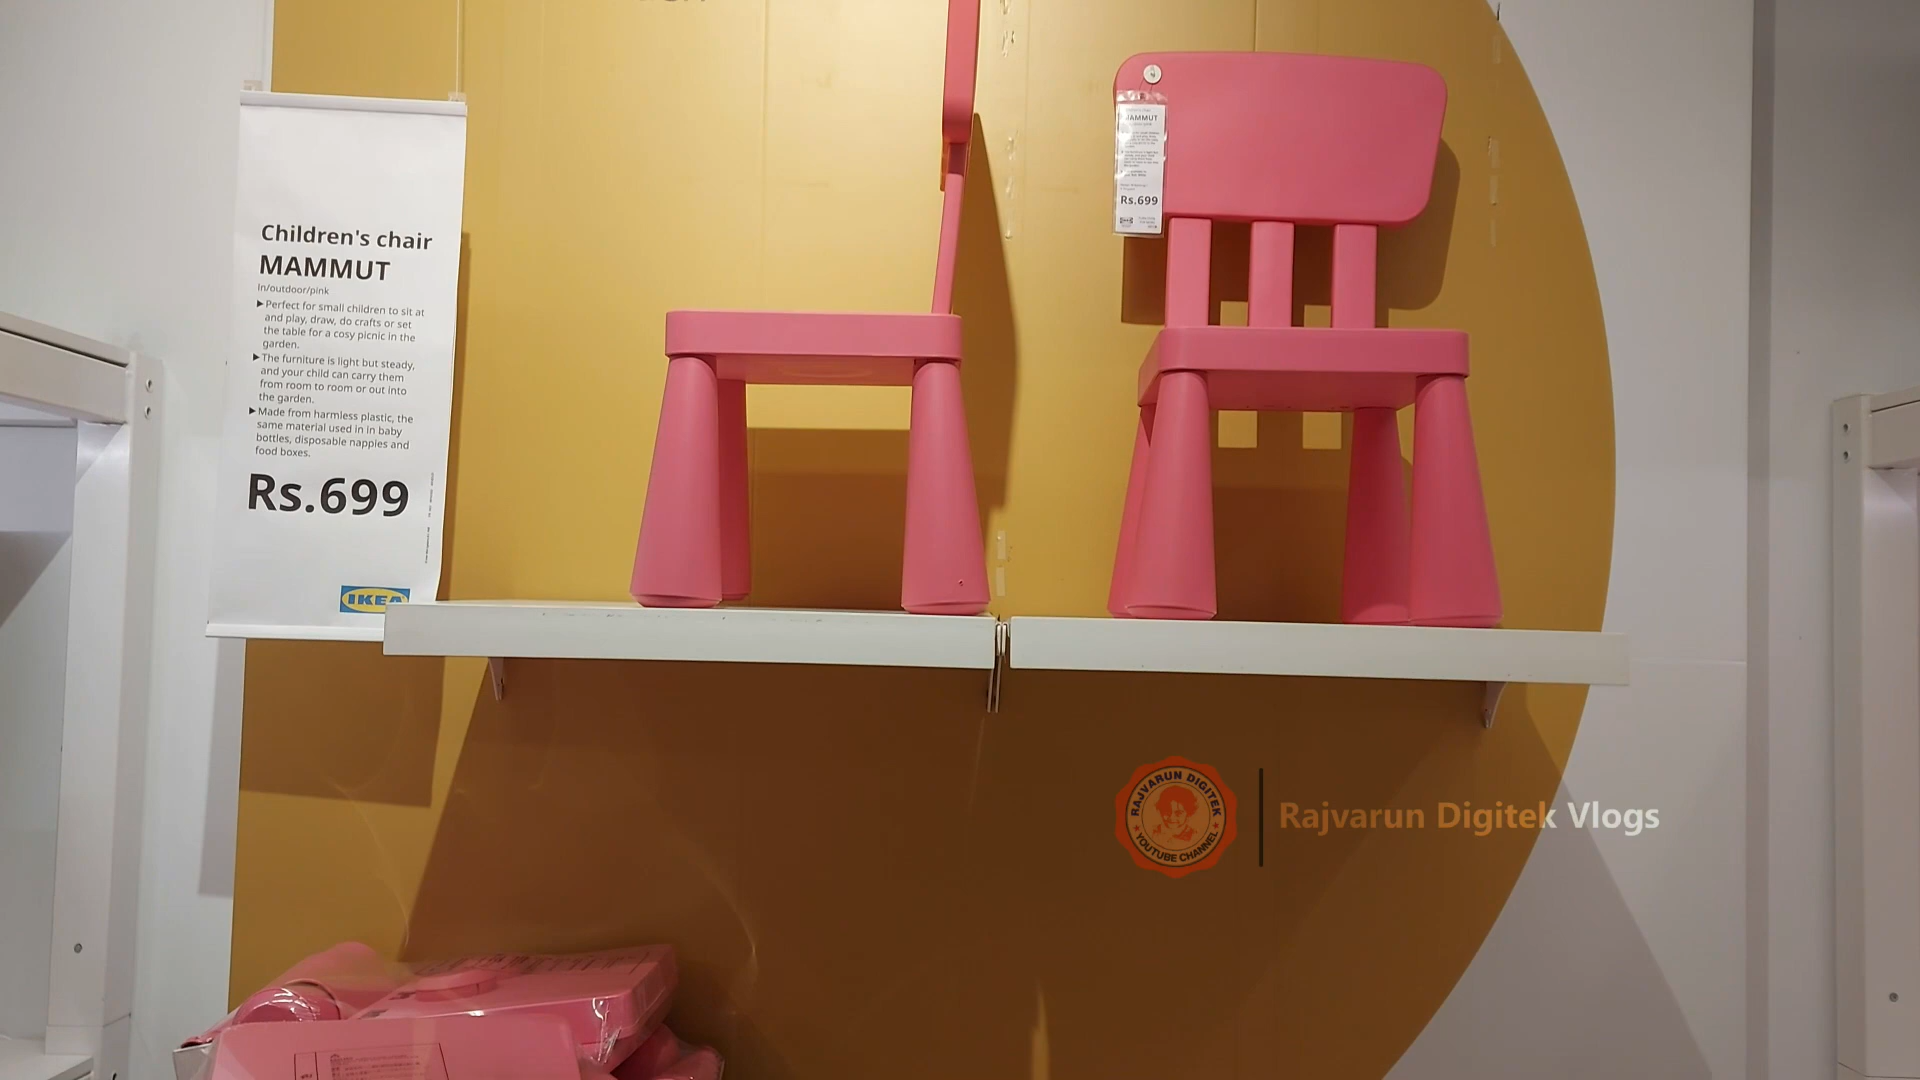 Children's chair
MAMMUT
In/outdoor/pink
▶Perfect for small children to sit at
and play, draw, do crafts or set
the table for a cosy picnic in the
garden.
▶The furniture is light but steady,
and your child can carry them
from room to room or out into
the garden.
▶Made from harmless plastic, the
same material used in in baby
bottles, disposable nappies and
food boxes.
Rs.699
IKEA
MAMMUT
Rs.699
RAJVARUN DIGITEK
YOUTUBE CHANNEL
Rajvarun Digitek Vlogs